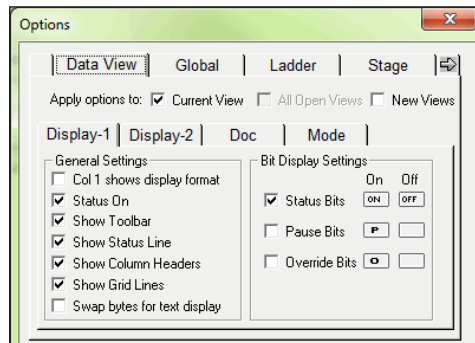 Options
Data View Global Ladder Stage
Apply options to: Current View All Open Views New Views
Display-1 Display-2 Doc Mode
General Settings
Col 1 shows display format
Status On
Show Toolbar
Show Status Line
Show Column Headers
Show Grid Lines
Swap bytes for text display
Bit Display Settings
On Off
Status Bits ON OFF
Pause Bits P
Override Bits O